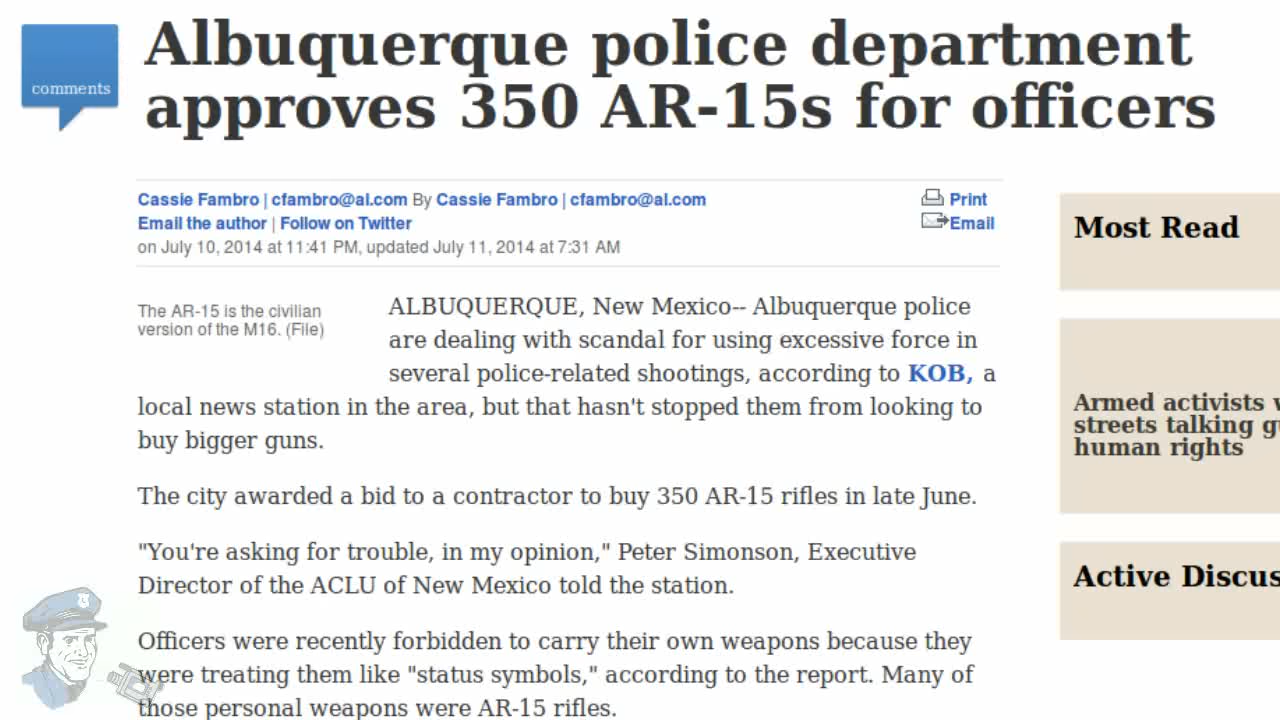 comments
Albuquerque police department
approves 350 AR-15s for officers
Cassie Fambro | cfambro@al.com By Cassie Fambro | cfambro@al.com
Email the author | Follow on Twitter
on July 10, 2014 at 11:41 PM, updated July 11, 2014 at 7:31 AM
Print
Email
The AR-15 is the civilian
version of the M16. (File)
ALBUQUERQUE, New Mexico-- Albuquerque police
are dealing with scandal for using excessive force in
several police-related shootings, according to KOB, a
local news station in the area, but that hasn't stopped them from looking to
buy bigger guns.
The city awarded a bid to a contractor to buy 350 AR-15 rifles in late June.
"You're asking for trouble, in my opinion," Peter Simonson, Executive
Director of the ACLU of New Mexico told the station.
Officers were recently forbidden to carry their own weapons because they
were treating them like "status symbols," according to the report. Many of
those personal weapons were AR-15 rifles.
Most Read
Armed activists
streets talking
human rights
Active